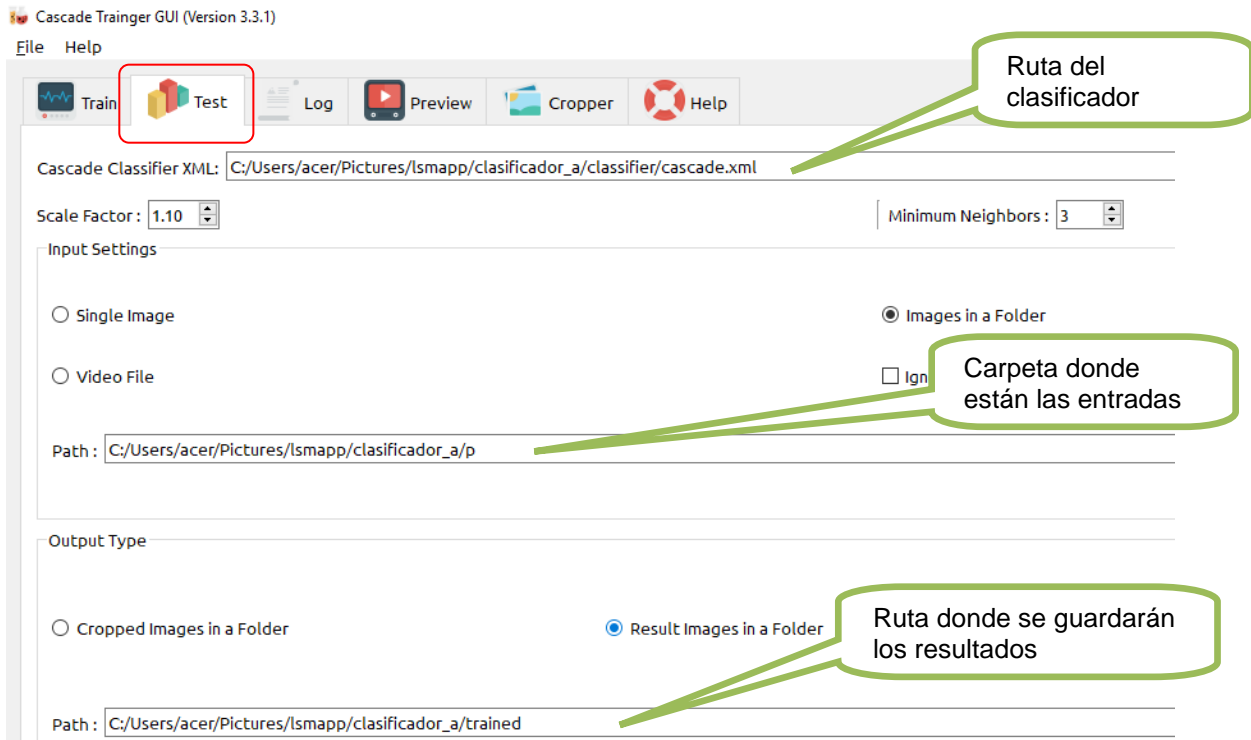 Cascade Trainger GUI (Version 3.3.1)
File Help
Ruta del
clasificador
Train Test Log Preview Cropper Help
Cascade Classifier XML: C:/Users/acer/Pictures/lsmapp/clasificador_a/classifier/cascade.xml
Scale Factor : 1.10 Minimum Neighbors : 3
Input Settings
Single Image Images in a Folder
Carpeta donde
están las entradas
Video File Ign
Path : C:/Users/acer/Pictures/lsmapp/clasificador_a/p
Output Type
Ruta donde se guardarán
los resultados
Cropped Images in a Folder Result Images in a Folder
Path : C:/Users/acer/Pictures/lsmapp/clasificador_a/trained